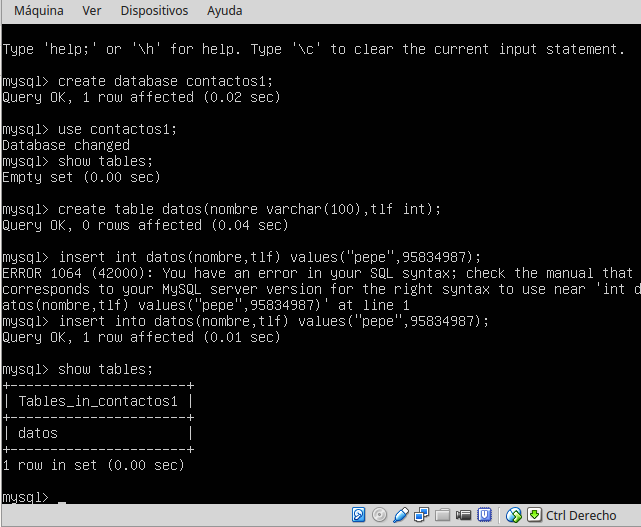 Máquina Ver Dispositivos Ayuda
Type 'help;' or '\h' for help. Type '\c' to clear the current input statement.
mysql> create database contactos1;
Query OK, 1 row affected (0.02 sec)
mysql> use contactos1;
Database changed
mysql> show tables;
Empty set (0.00 sec)
mysql> create table datos(nombre varchar(100),tlf int);
Query OK, 0 rows affected (0.04 sec)
mysql> insert int datos(nombre,tlf) values("pepe",95834987);
ERROR 1064 (42000): You have an error in your SQL syntax; check the manual that
corresponds to your MySQL server version for the right syntax to use near 'int d
atos(nombre,tlf) values("pepe",95834987)' at line 1
mysql> insert into datos(nombre,tlf) values("pepe",95834987);
Query OK, 1 row affected (0.01 sec)
mysql> show tables;
+----------------------+
| Tables_in_contactos1 |
+----------------------+
| datos                |
+----------------------+
1 row in set (0.00 sec)
mysql> _
Ctrl Derecho